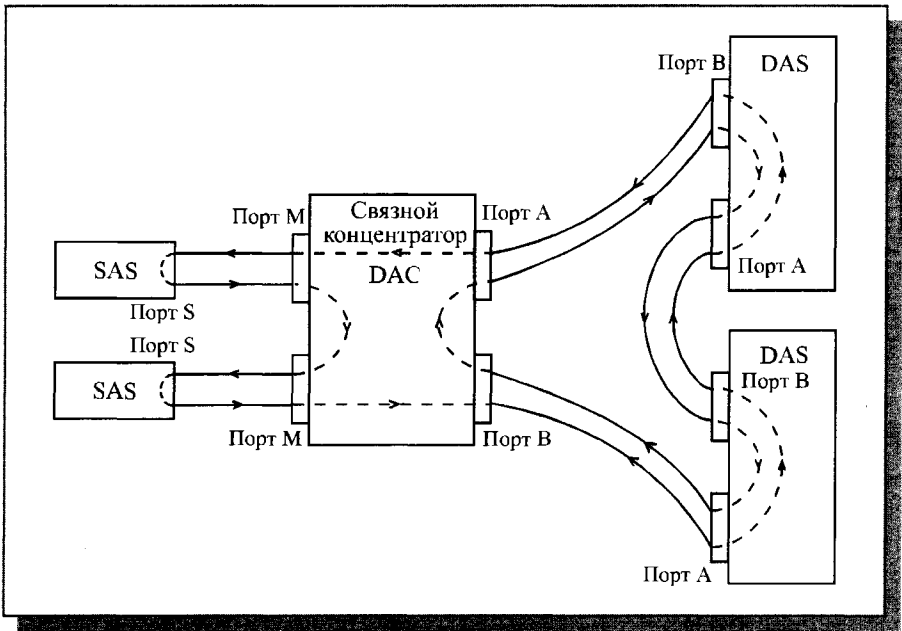 Порт B
DAS
Порт M
Связной
концентратор
DAC
Порт A
SAS
Порт S
Порт A
Порт S
SAS
DAS
Порт B
Порт M
Порт B
Порт A